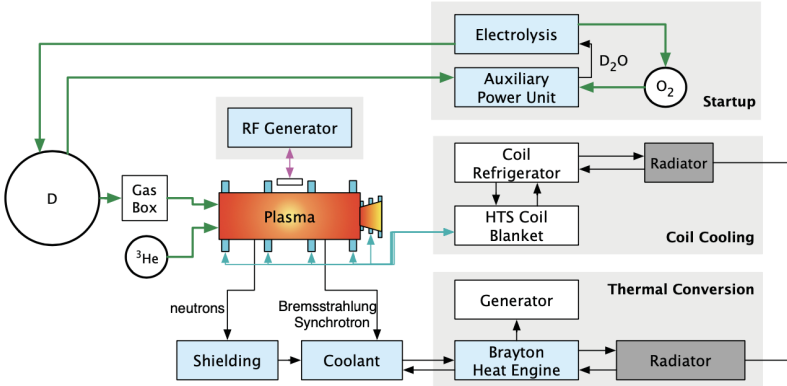 Electrolysis
D₂O
Auxiliary
Power Unit
O₂
Startup
RF Generator
D
Gas
Box
Plasma
³He
Coil
Refrigerator
Radiator
HTS Coil
Blanket
Coil Cooling
neutrons
Bremsstrahlung
Synchrotron
Thermal Conversion
Generator
Shielding
Coolant
Brayton
Heat Engine
Radiator